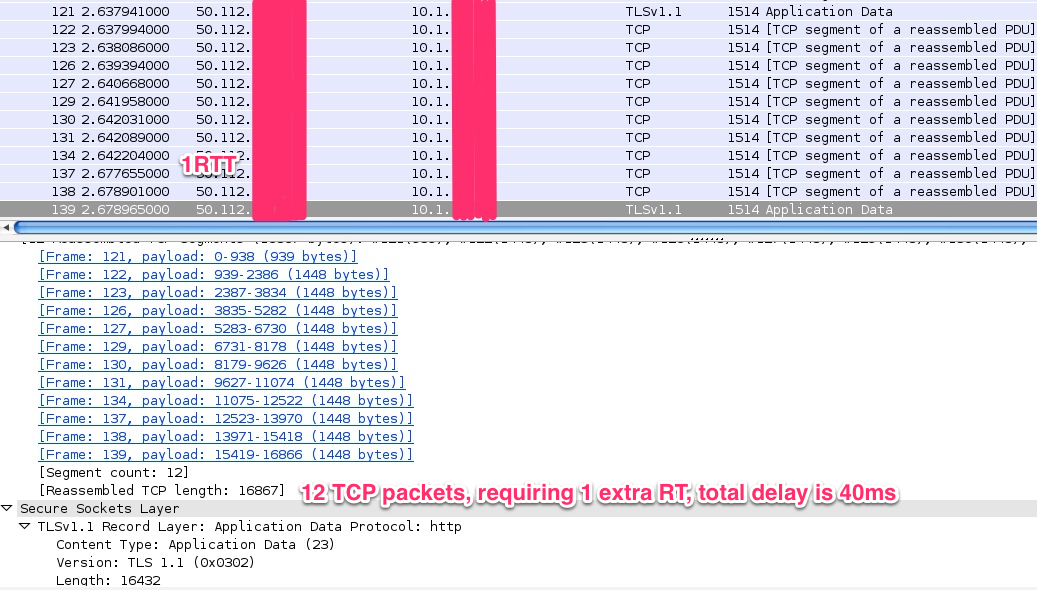 121 2.637941000 50.112. 10.1. TLSv1.1 1514 Application Data
122 2.637994000 50.112. 10.1. TCP 1514 [TCP segment of a reassembled PDU]
123 2.638086000 50.112. 10.1. TCP 1514 [TCP segment of a reassembled PDU]
126 2.639394000 50.112. 10.1. TCP 1514 [TCP segment of a reassembled PDU]
127 2.640668000 50.112. 10.1. TCP 1514 [TCP segment of a reassembled PDU]
129 2.641958000 50.112. 10.1. TCP 1514 [TCP segment of a reassembled PDU]
130 2.642031000 50.112. 10.1. TCP 1514 [TCP segment of a reassembled PDU]
131 2.642089000 50.112. 10.1. TCP 1514 [TCP segment of a reassembled PDU]
134 2.642204000 50.112. 10.1. TCP 1514 [TCP segment of a reassembled PDU]
1RTT
137 2.677655000 50.112. 10.1. TCP 1514 [TCP segment of a reassembled PDU]
138 2.678901000 50.112. 10.1. TCP 1514 [TCP segment of a reassembled PDU]
139 2.678965000 50.112. 10.1. TLSv1.1 1514 Application Data
[Frame: 121, payload: 0-938 (939 bytes)]
[Frame: 122, payload: 939-2386 (1448 bytes)]
[Frame: 123, payload: 2387-3834 (1448 bytes)]
[Frame: 126, payload: 3835-5282 (1448 bytes)]
[Frame: 127, payload: 5283-6730 (1448 bytes)]
[Frame: 129, payload: 6731-8178 (1448 bytes)]
[Frame: 130, payload: 8179-9626 (1448 bytes)]
[Frame: 131, payload: 9627-11074 (1448 bytes)]
[Frame: 134, payload: 11075-12522 (1448 bytes)]
[Frame: 137, payload: 12523-13970 (1448 bytes)]
[Frame: 138, payload: 13971-15418 (1448 bytes)]
[Frame: 139, payload: 15419-16866 (1448 bytes)]
[Segment count: 12]
[Reassembled TCP length: 16867]
12 TCP packets, requiring 1 extra RT, total delay is 40ms
Secure Sockets Layer
TLSv1.1 Record Layer: Application Data Protocol: http
Content Type: Application Data (23)
Version: TLS 1.1 (0x0302)
Length: 16432